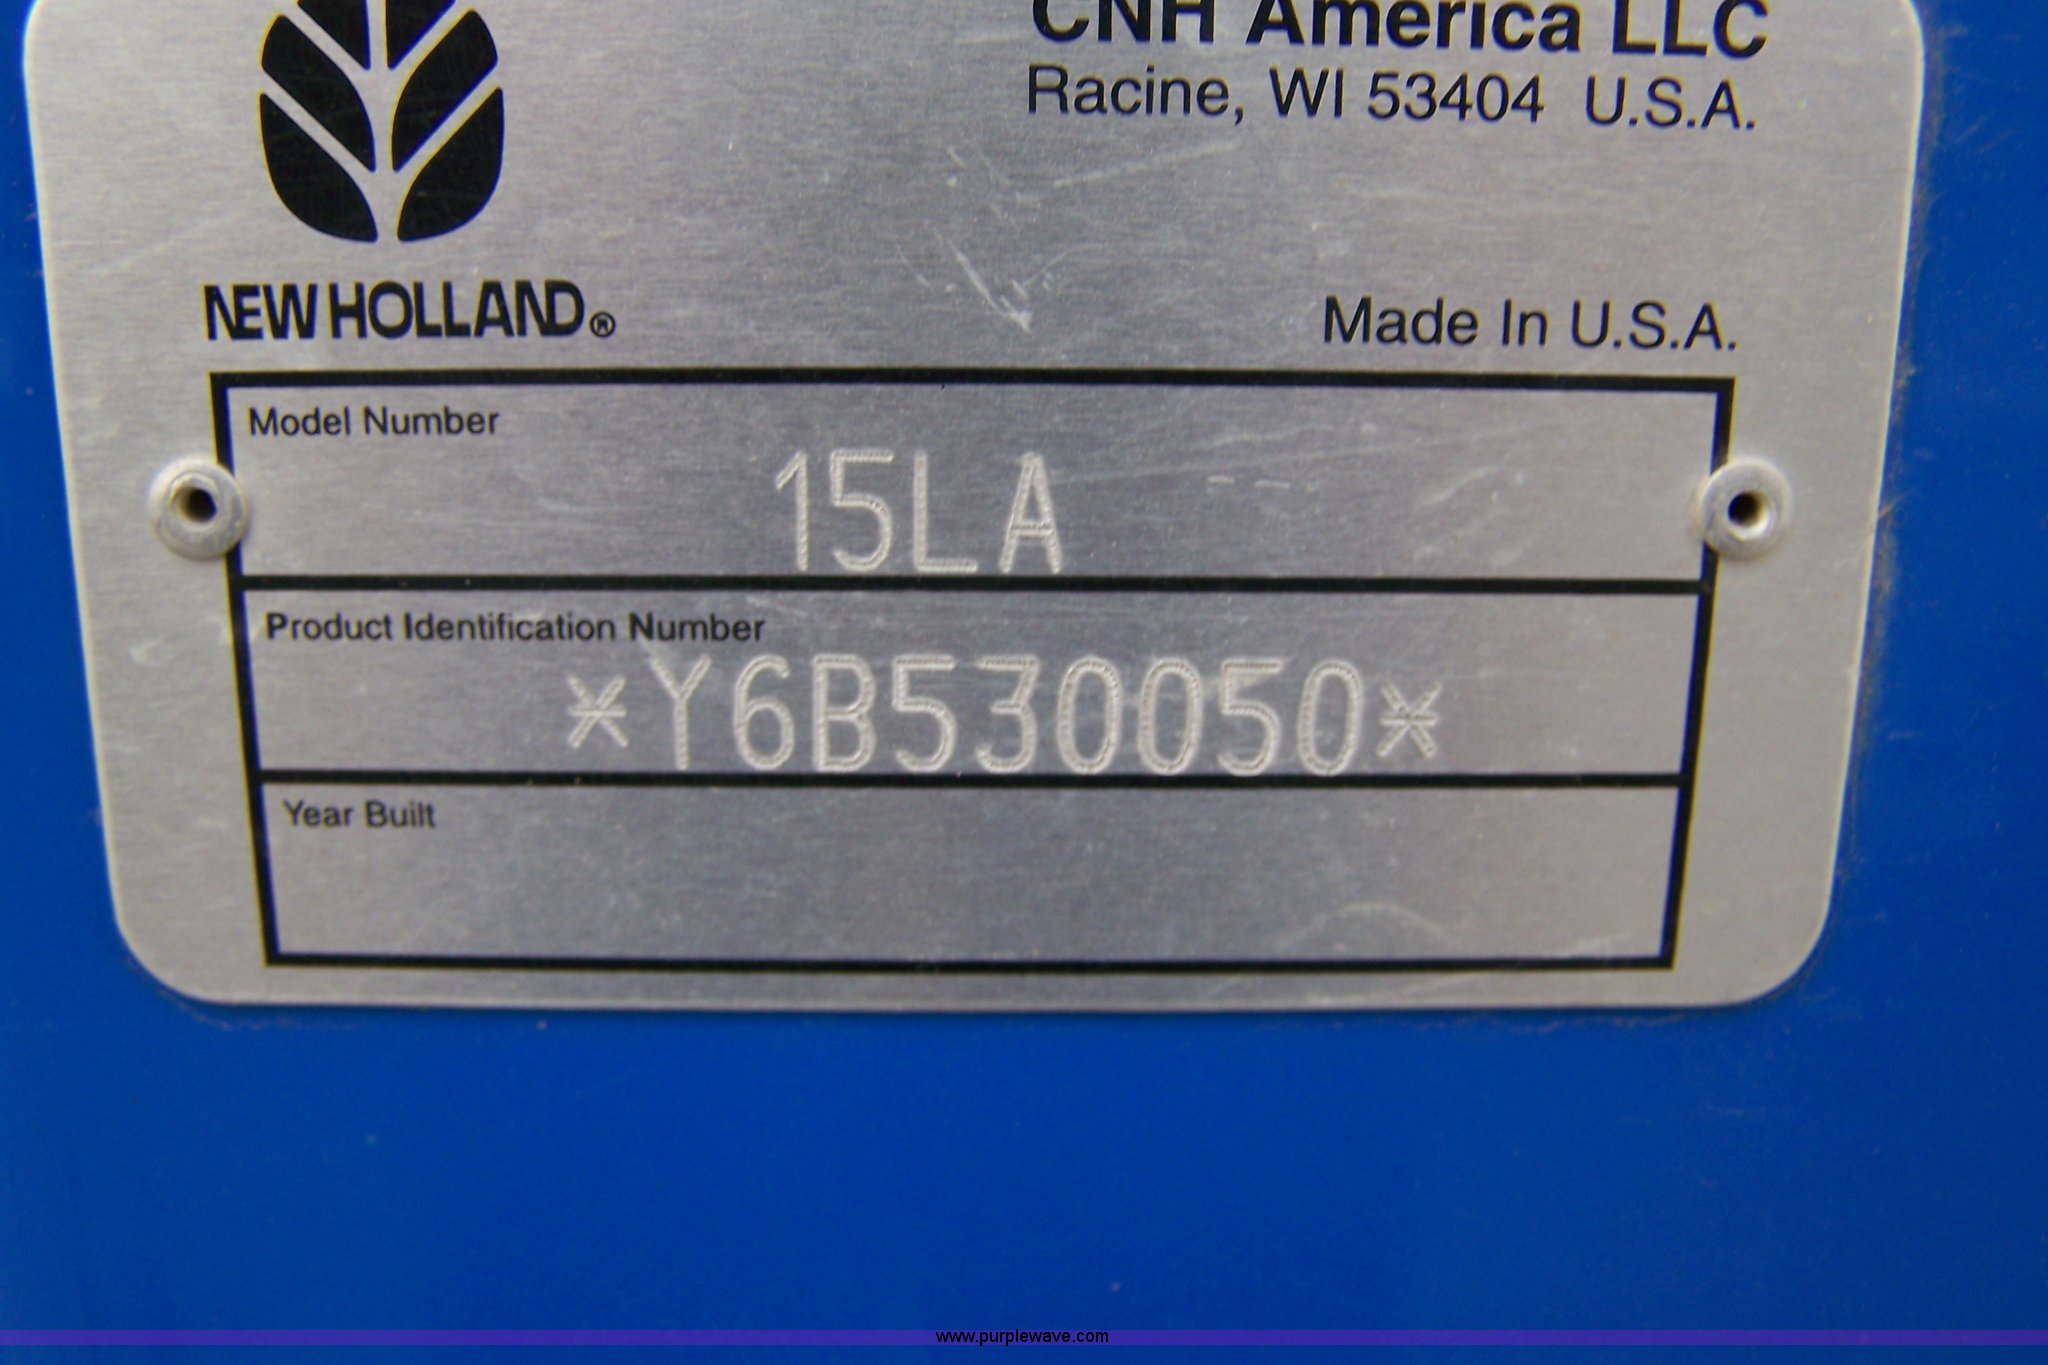 CNH America LLC
Racine, WI 53404 U.S.A.
NEW HOLLAND®
Made In U.S.A.
Model Number
15LA
Product Identification Number
*Y6B530050*
Year Built
www.purplewave.com